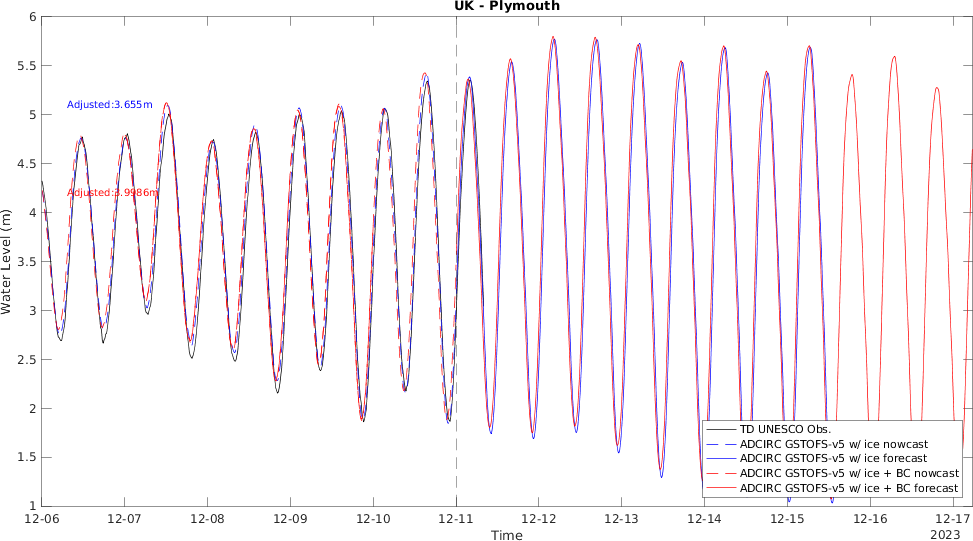 UK - Plymouth
6
5.5
5
4.5
4
3.5
3
2.5
2
1.5
1
Water Level (m)
Adjusted:3.655m
Adjusted:3.9986m
TD UNESCO Obs.
ADCIRC GSTOFS-v5 w/ ice nowcast
ADCIRC GSTOFS-v5 w/ ice forecast
ADCIRC GSTOFS-v5 w/ ice + BC nowcast
ADCIRC GSTOFS-v5 w/ ice + BC forecast
12-06 12-07 12-08 12-09 12-10 12-11 12-12 12-13 12-14 12-15 12-16 12-17
Time
2023